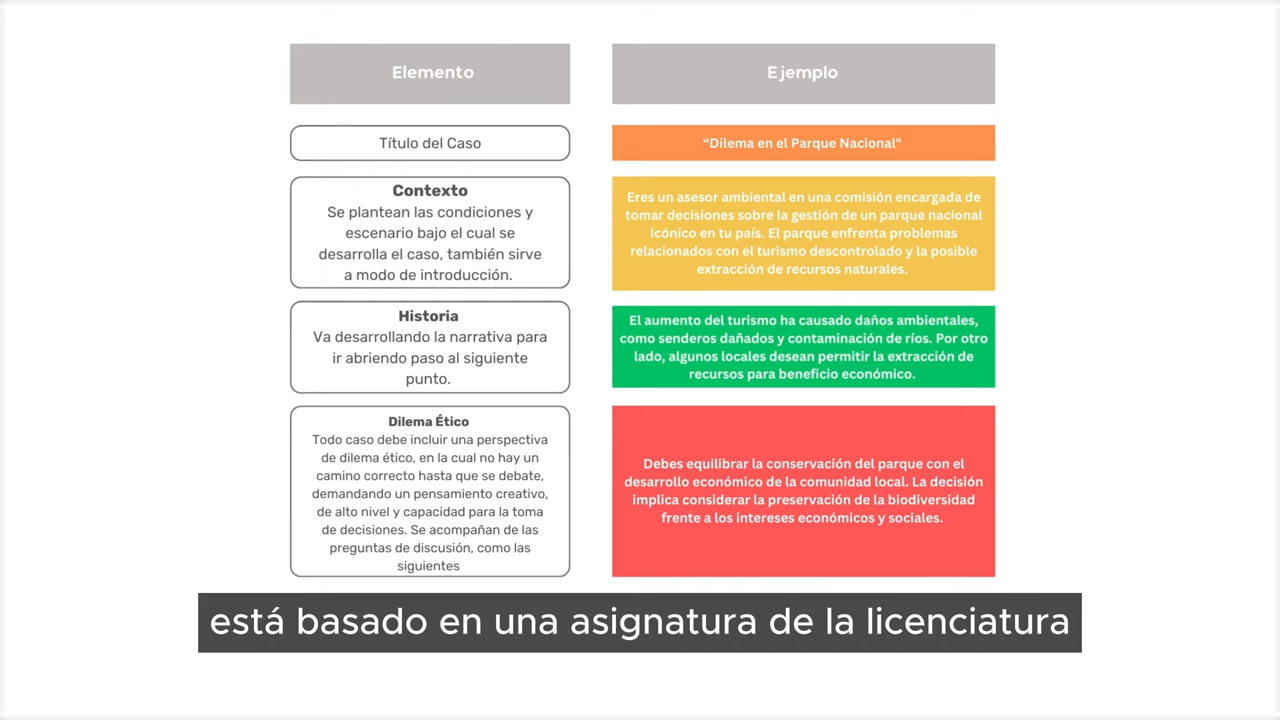 Elemento
Ejemplo
Título del Caso
“Dilema en el Parque Nacional"
Contexto
Se plantean las condiciones y
escenario bajo el cual se
desarrolla el caso, también sirve
a modo de introducción.
Eres un asesor ambiental en una comisión encargada de
tomar decisiones sobre la gestión de un parque nacional
icónico en tu país. El parque enfrenta problemas
relacionados con el turismo descontrolado y la posible
extracción de recursos naturales.
Historia
Va desarrollando la narrativa para
ir abriendo paso al siguiente
punto.
El aumento del turismo ha causado daños ambientales,
como senderos dañados y contaminación de ríos. Por otro
lado, algunos locales desean permitir la extracción de
recursos para beneficio económico.
Dilema Ético
Todo caso debe incluir una perspectiva
de dilema ético, en la cual no hay un
camino correcto hasta que se debate,
demandando un pensamiento creativo,
de alto nivel y capacidad para la toma
de decisiones. Se acompañan de las
preguntas de discusión, como las
siguientes
Debes equilibrar la conservación del parque con el
desarrollo económico de la comunidad local. La decisión
implica considerar la preservación de la biodiversidad
frente a los intereses económicos y sociales.
está basado en una asignatura de la licenciatura